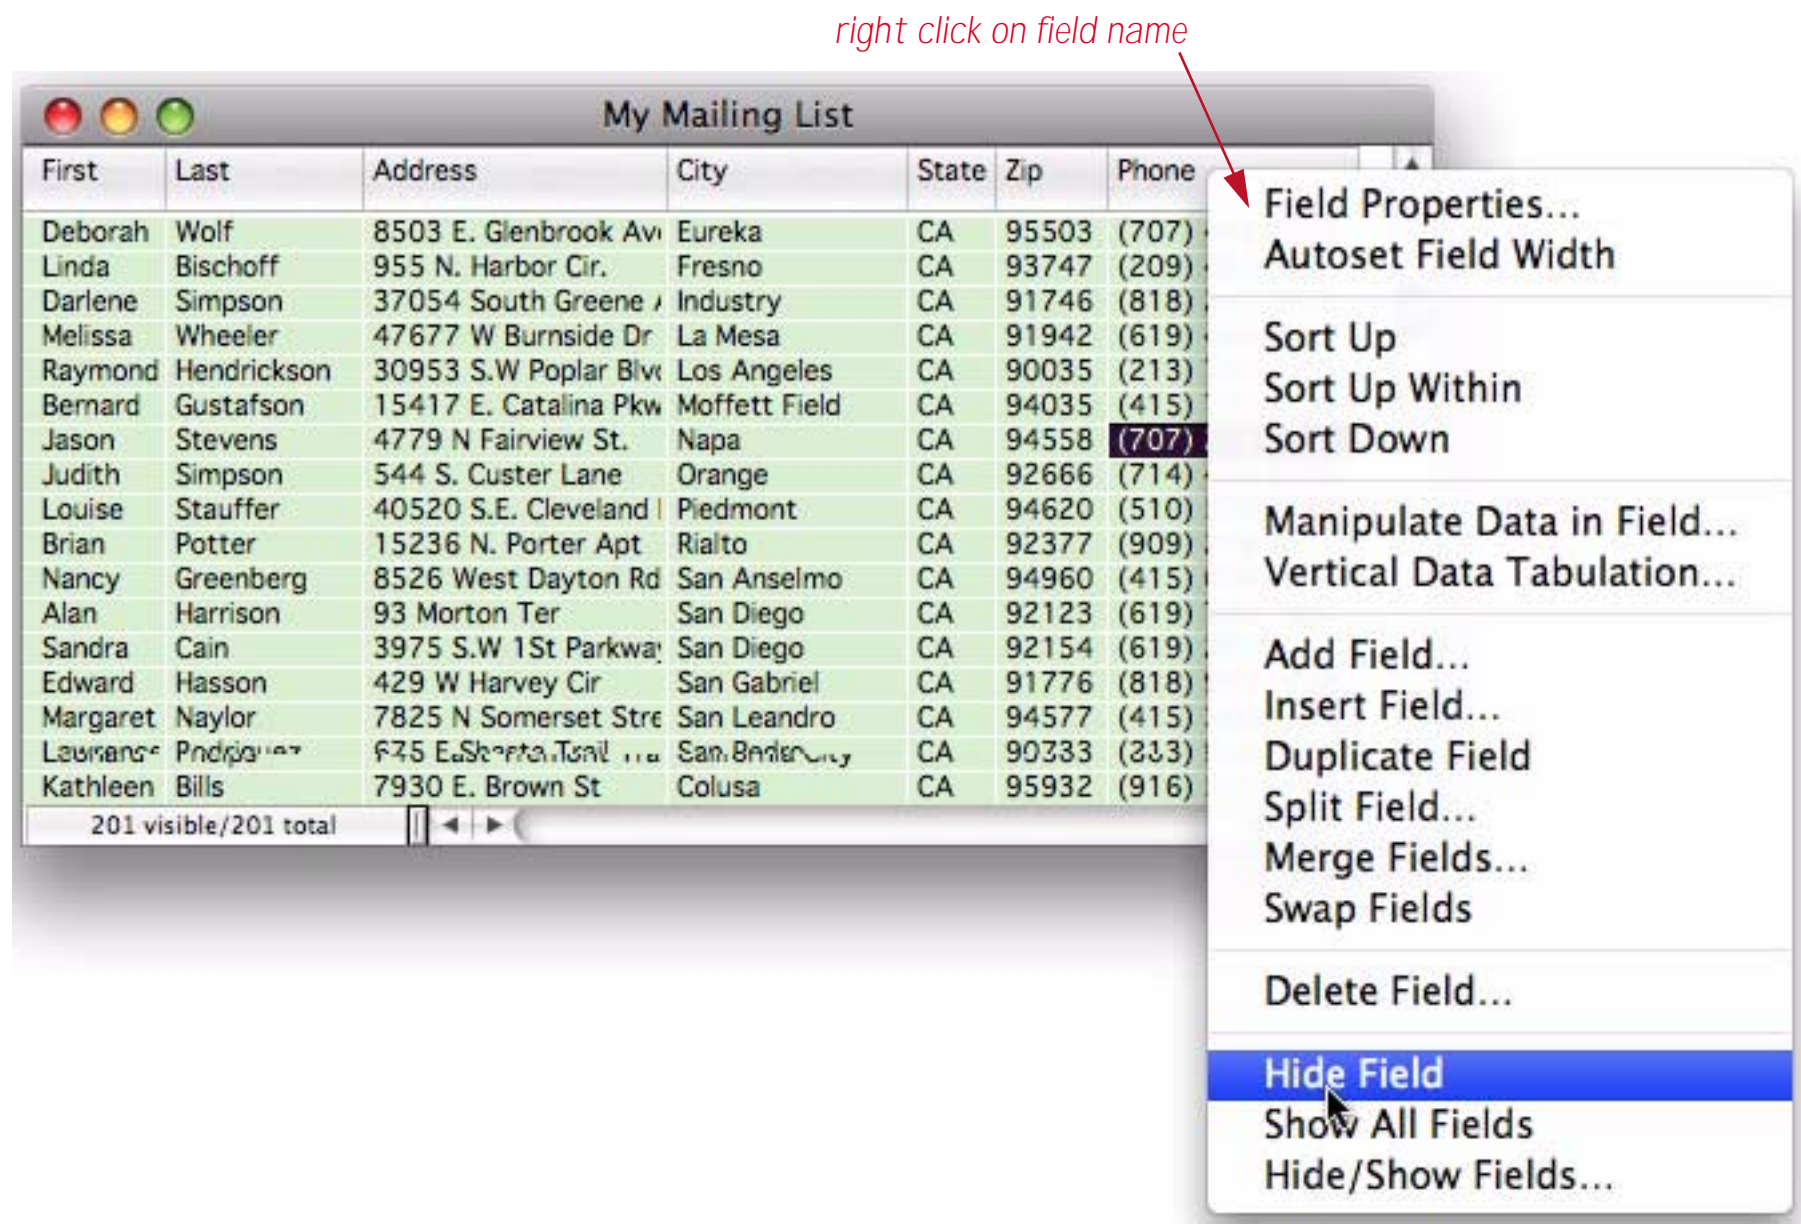 right click on field name
My Mailing List
First Last Address City State Zip Phone
Deborah Wolf 8503 E. Glenbrook Av Eureka CA 95503 (707)
Linda Bischoff 955 N. Harbor Cir. Fresno CA 93747 (209)
Darlene Simpson 37054 South Greene Industry CA 91746 (818)
Melissa Wheeler 47677 W Burnside Dr La Mesa CA 91942 (619)
Raymond Hendrickson 30953 S.W Poplar Blv Los Angeles CA 90035 (213)
Bernard Gustafson 15417 E. Catalina Pkw Moffett Field CA 94035 (415)
Jason Stevens 4779 N Fairview St. Napa CA 94558 (707)
Judith Simpson 544 S. Custer Lane Orange CA 92666 (714)
Louise Stauffer 40520 S.E. Cleveland Piedmont CA 94620 (510)
Brian Potter 15236 N. Porter Apt Rialto CA 92377 (909)
Nancy Greenberg 8526 West Dayton Rd San Anselmo CA 94960 (415)
Alan Harrison 93 Morton Ter San Diego CA 92123 (619)
Sandra Cain 3975 S.W 1St Parkwa San Diego CA 92154 (619)
Edward Hasson 429 W Harvey Cir San Gabriel CA 91776 (818)
Margaret Naylor 7825 N Somerset Stre San Leandro CA 94577 (415)
CA
Kathleen Bills 7930 E. Brown St Colusa CA 95932 (916)
201 visible/201 total
Field Properties...
Autoset Field Width
Sort Up
Sort Up Within
Sort Down
Manipulate Data in Field...
Vertical Data Tabulation...
Add Field...
Insert Field...
Duplicate Field
Split Field...
Merge Fields...
Swap Fields
Delete Field...
Hide Field
Show All Fields
Hide/Show Fields...